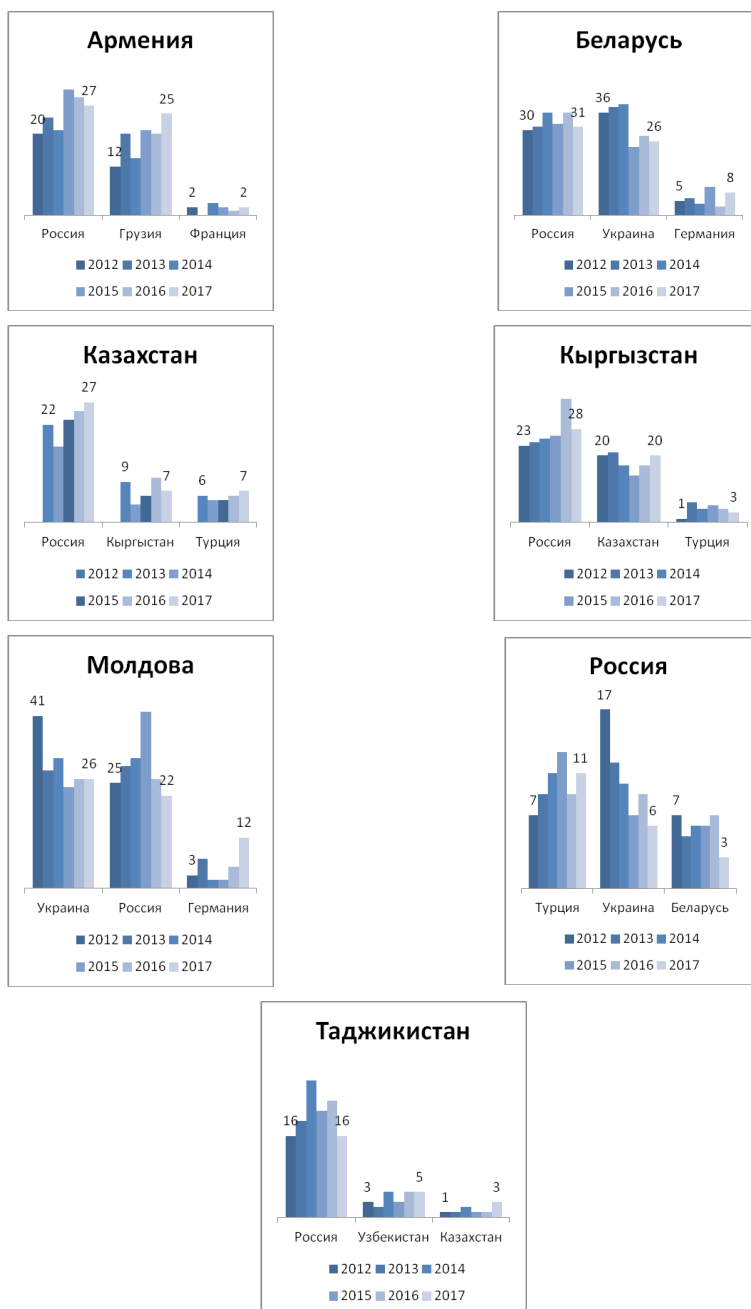 Армения
20
27
12
25
2
2
Россия Грузия Франция
2012 2013 2014
2015 2016 2017
Беларусь
30
31
36
26
5
8
Россия Украина Германия
2012 2013 2014
2015 2016 2017
Казахстан
22
27
9
7
6
7
Россия Кыргыстан Турция
2012 2013 2014
2015 2016 2017
Кыргызстан
23
28
20
20
1
3
Россия Казахстан Турция
2012 2013 2014
2015 2016 2017
Молдова
41
26
25
22
3
12
Украина Россия Германия
2012 2013 2014
2015 2016 2017
Россия
7
11
17
6
7
3
Турция Украина Беларусь
2012 2013 2014
2015 2016 2017
Таджикистан
16
16
3
5
1
3
Россия Узбекистан Казахстан
2012 2013 2014
2015 2016 2017